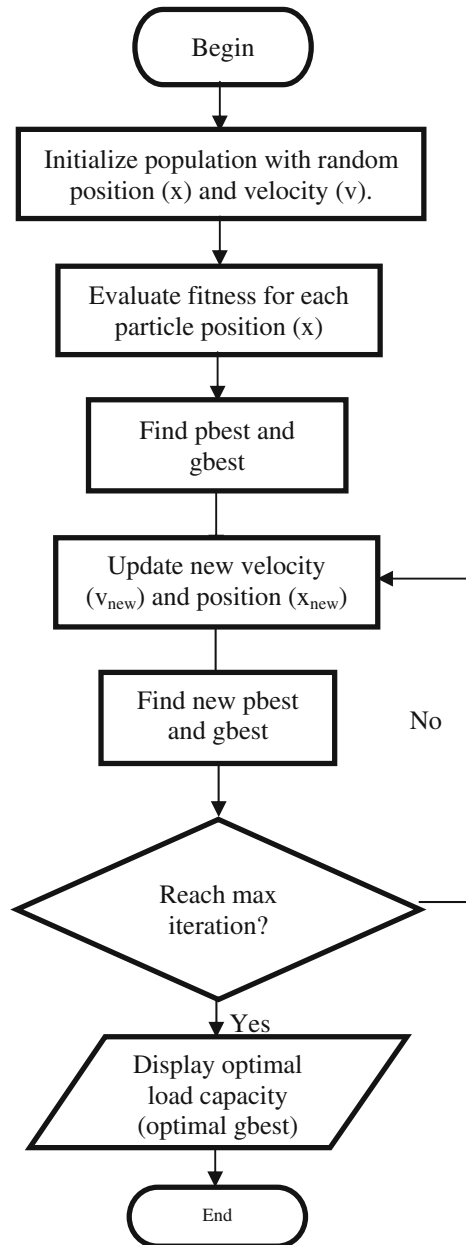 Begin
Initialize population with random
position (x) and velocity (v).
Evaluate fitness for each
particle position (x)
Find pbest and
gbest
Update new velocity
(vnew) and position (xnew)
Find new pbest
and gbest
No
Reach max
iteration?
Yes
Display optimal
load capacity
(optimal gbest)
End